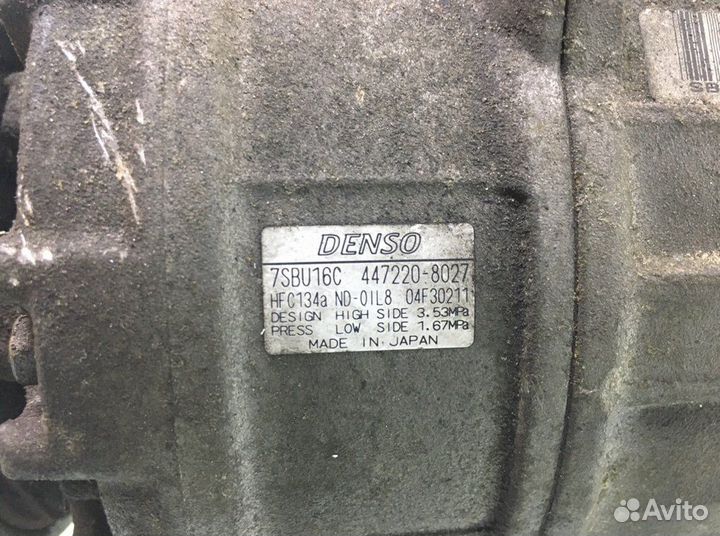 SB
DENSO
7SBU16C 447220-8027
HFC134a ND-OIL8 04F30211
DESIGN HIGH SIDE 3.53MPa
PRESS LOW SIDE 1.67MPa
MADE IN JAPAN
Avito